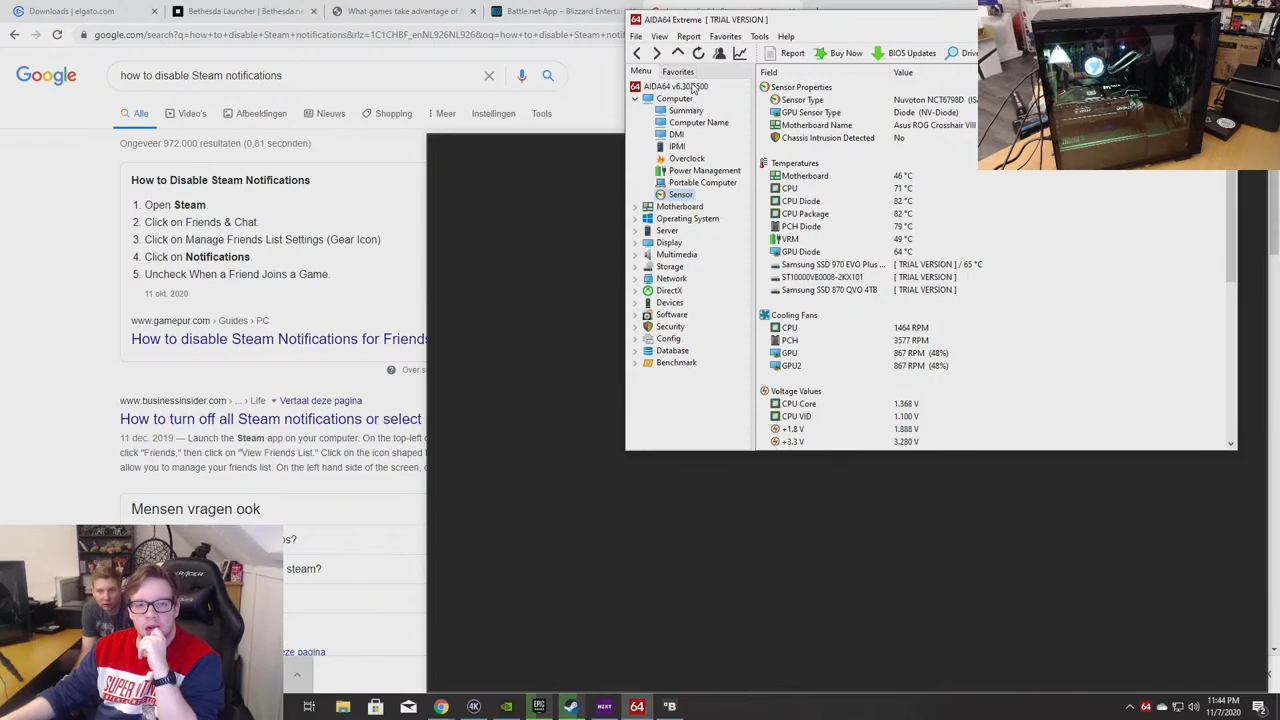 Downloads | elgato.com
Bethesda Launcher | Bethesda.ne
What games take advantage of
Battle.net App – Blizzard Enterta
google.com/search?q=
Google
how to disable Steam notifications
Alle
Video's
Afbeeldingen
Shopping
Nieuws
Meer
Instellingen
Tools
Ongeveer 972.000 resultaten (0,81 seconden)
How to Disable Steam Notifications
1. Open Steam.
2. Click on Friends & Chat
3. Click on Manage Friends List Settings (Gear Icon)
4. Click on Notifications.
5. Uncheck When a Friend Joins a Game.
11 okt. 2020
www.gamepur.com › Guides › PC
How to disable Steam Notifications for Friends
Over
www.businessinsider.com › ... › Life
Vertaal deze pagina
How to turn off all Steam notifications or select
11 dec. 2019 — Launch the Steam app on your computer. On the top-left
click "Friends," then click "View Friends List." Clicking on the icon shaped
allow you to manage your friends list. On the left hand side of the screen,
Mensen vragen ook
steam?
AIDA64 Extreme [ TRIAL VERSION ]
File View Report Favorites Tools Help
Report
Buy Now
BIOS Updates
Menu
Favorites
Computer
Summary
Computer Name
DMI
IPMI
Overclock
Power Management
Portable Computer
Sensor
Motherboard
Operating System
Server
Display
Multimedia
Storage
Network
DirectX
Devices
Software
Security
Config
Database
Benchmark
Field Value
Sensor Properties
Sensor Type Nuvoton NCT6798D (IS
GPU Sensor Type Diode (NV-Diode)
Motherboard Name Asus ROG Crosshair VIII
Chassis Intrusion Detected No
Temperatures
Motherboard 46 °C
CPU 71 °C
CPU Diode 82 °C
CPU Package 82 °C
PCH Diode 79 °C
VRM 49 °C
GPU Diode 64 °C
Samsung SSD 970 EVO Plus ... [ TRIAL VERSION ] / 65 °C
ST10000VE0008-2KX101 [ TRIAL VERSION ]
Samsung SSD 870 QVO 4TB [ TRIAL VERSION ]
Cooling Fans
CPU 1464 RPM
PCH 3577 RPM
GPU 867 RPM (48%)
GPU2 867 RPM (48%)
Voltage Values
CPU Core 1.368 V
CPU VID 1.100 V
+1.8 V 1.888 V
+3.3 V 3.280 V
NZXT
64
11:44 PM
11/7/2020